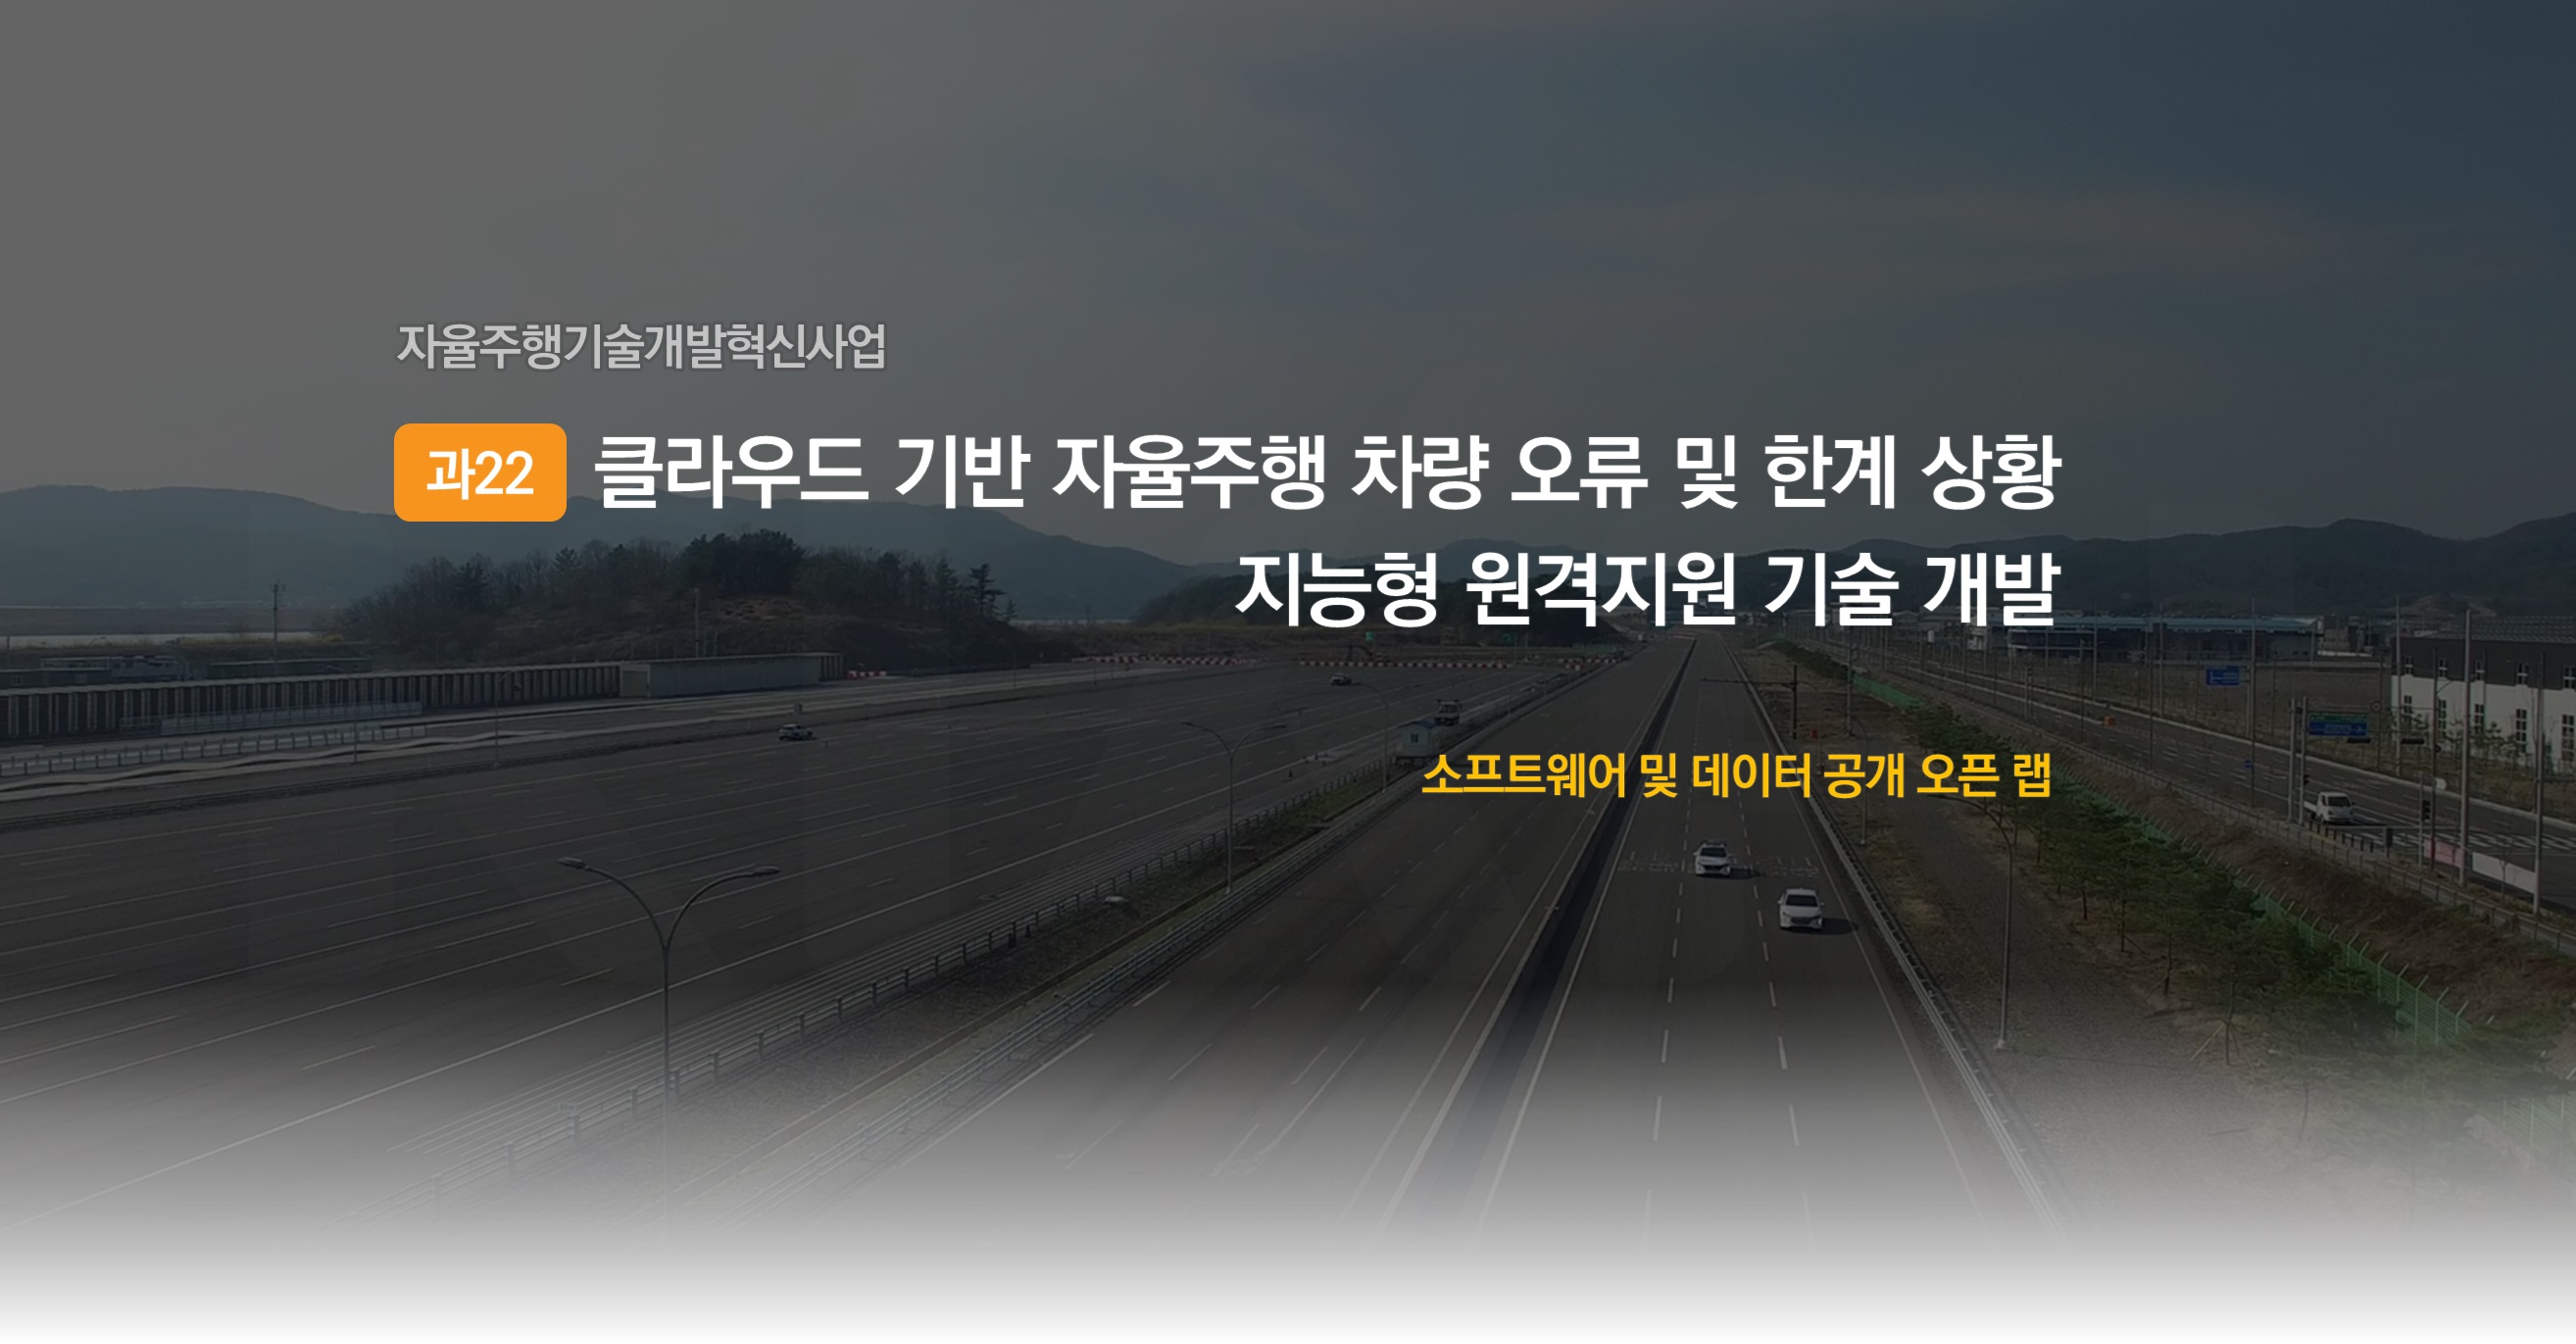 자율주행기술개발혁신사업
과22 클라우드 기반 자율주행 차량 오류 및 한계 상황
지능형 원격지원 기술 개발
소프트웨어 및 데이터 공개 오픈 랩